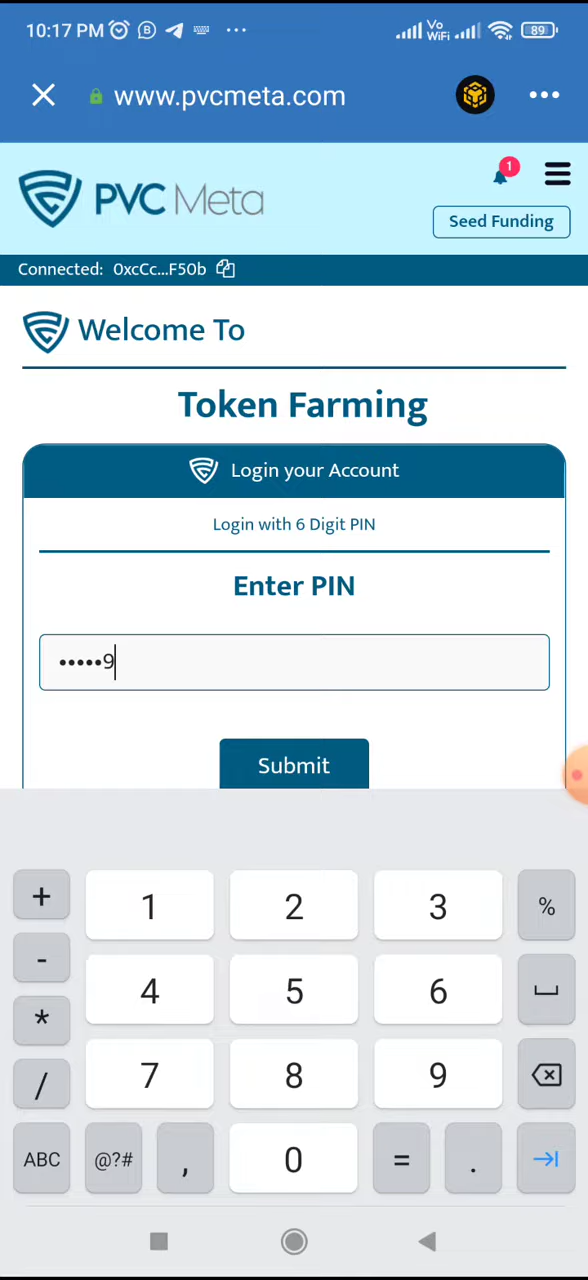 10:17 PM B ... Vo WiFi 89
www.pvcmeta.com
1
PVC Meta
Seed Funding
Connected: 0xcCc...F50b
Welcome To
Token Farming
Login your Account
Login with 6 Digit PIN
Enter PIN
•••••9
Submit
+ 1 2 3 %
- 4 5 6
*
7 8 9
/
ABC @?# , 0 = .